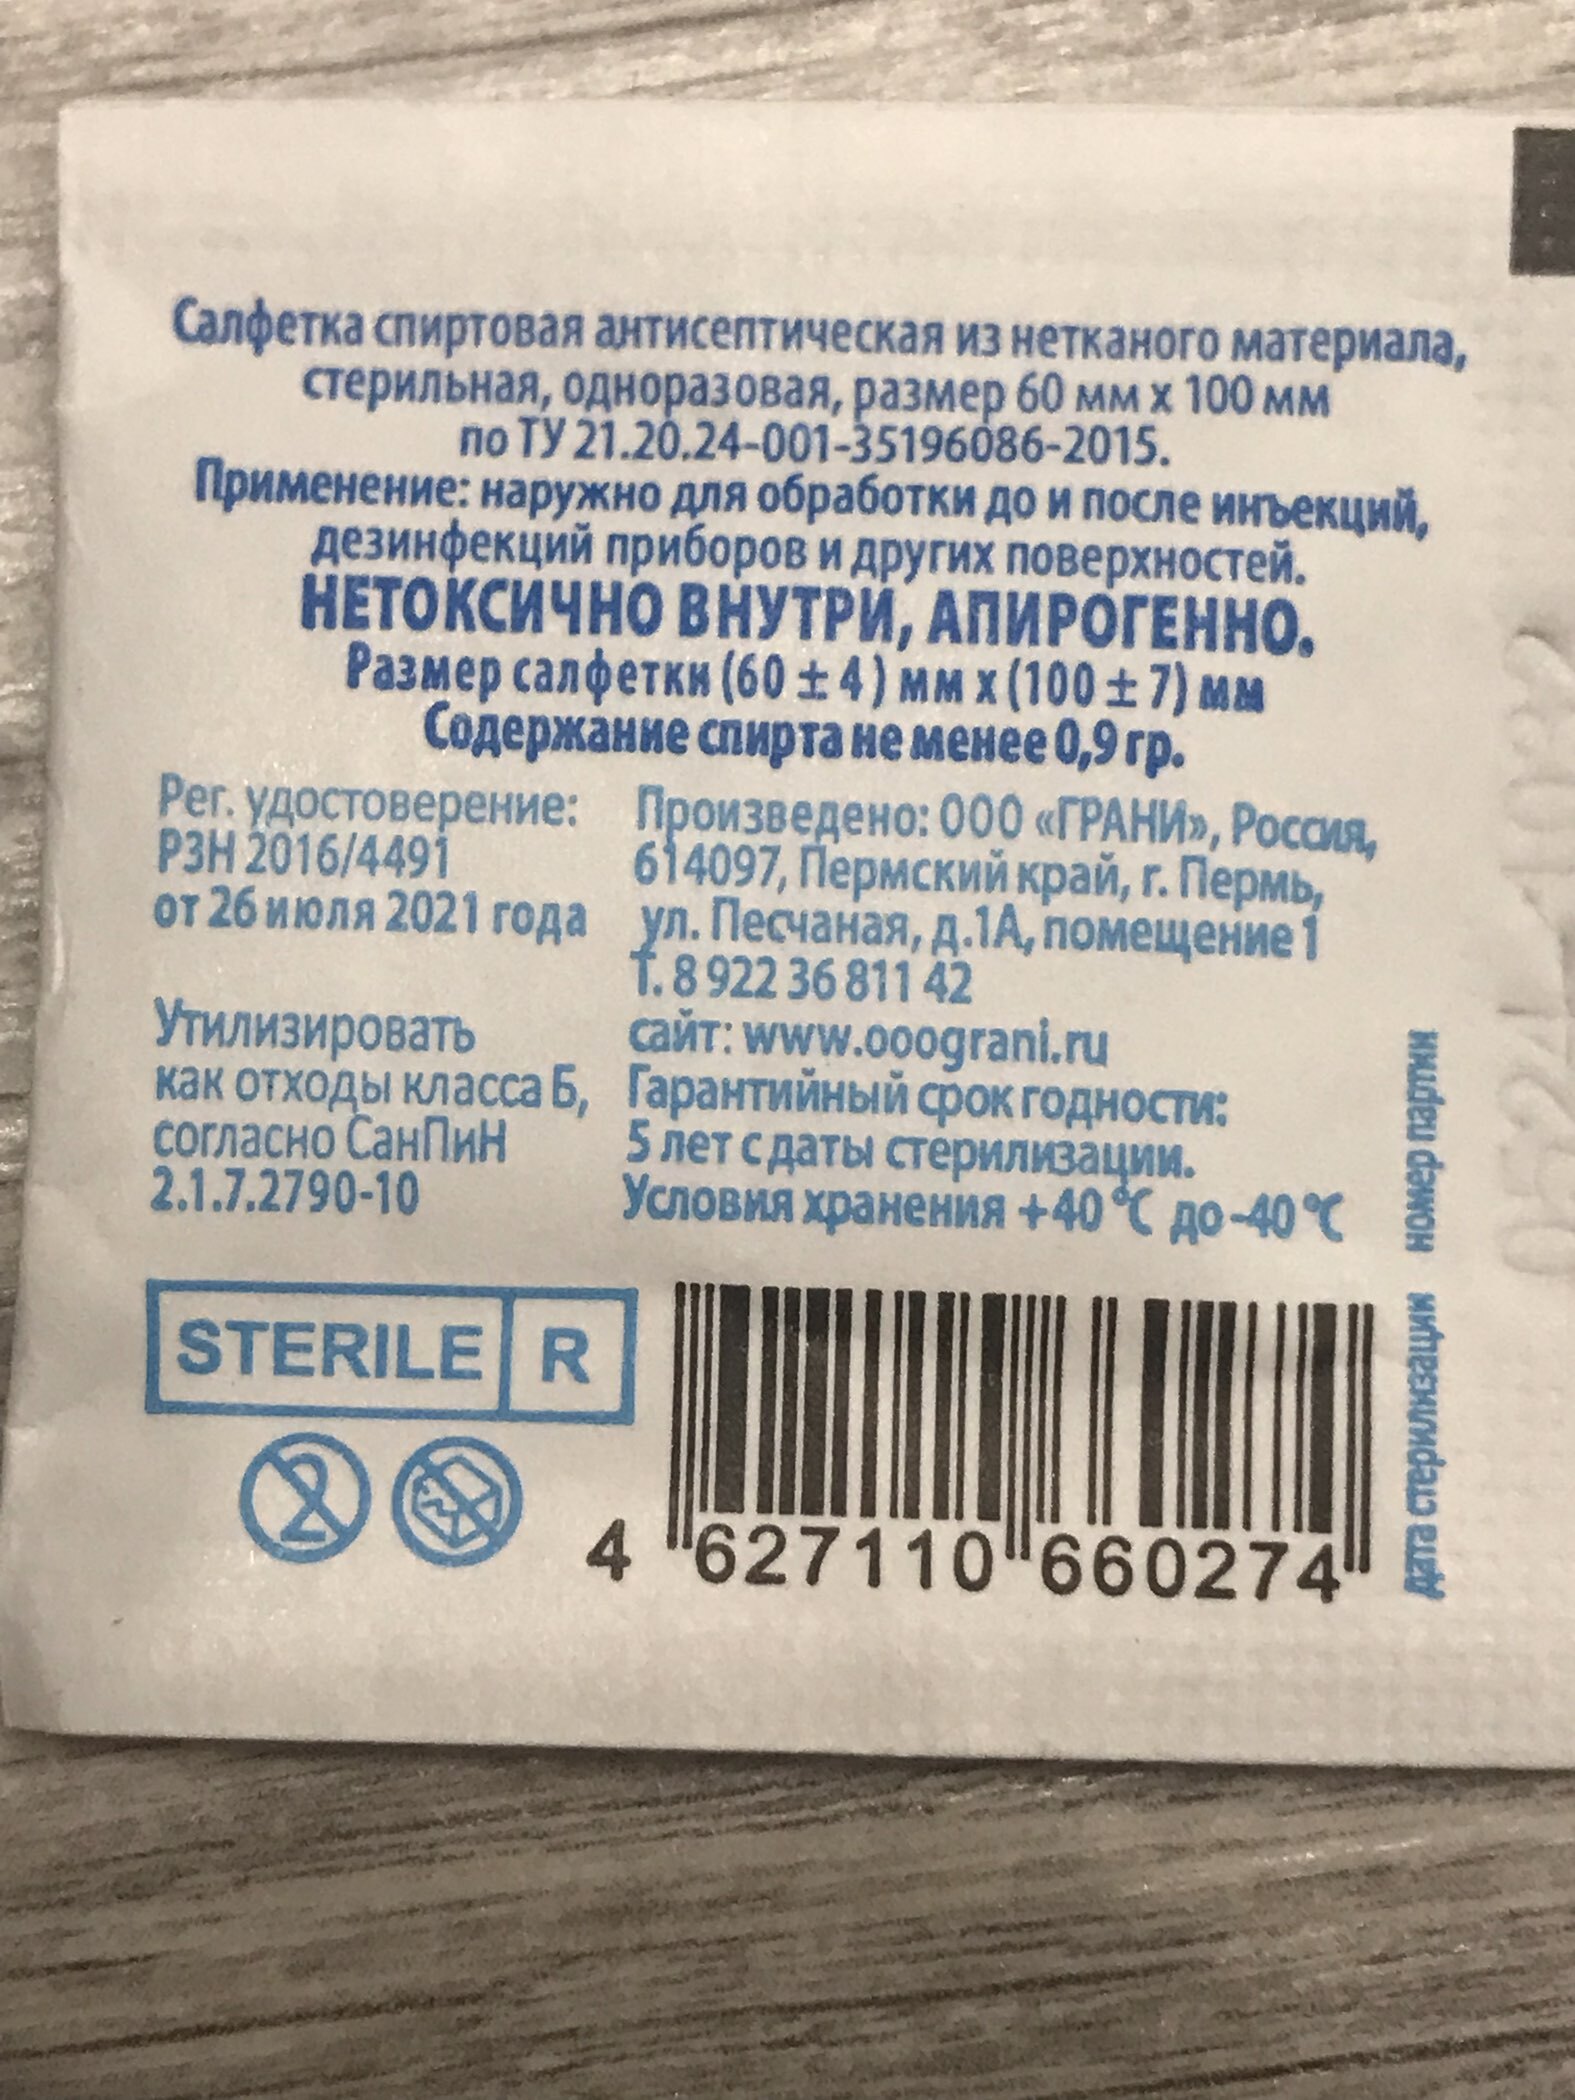 Салфетка спиртовая антисептическая из нетканого материала,
стерильная, одноразовая, размер 60 мм х 100 мм
по ТУ 21.20.24-001-35196086-2015.
Применение: наружно для обработки до и после инъекций,
дезинфекций приборов и других поверхностей.
НЕТОКСИЧНО ВНУТРИ, АПИРОГЕННО.
Размер салфетки (60 ± 4 ) мм х (100 ± 7) мм
Содержание спирта не менее 0,9 гр.
Рег. удостоверение:
РЗН 2016/4491
от 26 июля 2021 года
Утилизировать
как отходы класса Б,
согласно СанПиН
2.1.7.2790-10
Произведено: ООО «ГРАНИ», Россия,
614097, Пермский край, г. Пермь,
ул. Песчаная, д.1А, помещение 1
Т. 8 922 36 811 42
сайт: www.ooograni.ru
Гарантийный срок годности:
5 лет с даты стерилизации.
Условия хранения +40 °С до -40 °С
STERILE R
2
4 627110 660274
дата стерилизации номер партии